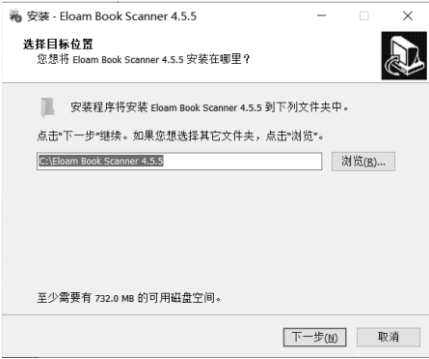 安装 - Eloam Book Scanner 4.5.5
选择目标位置
您想将 Eloam Book Scanner 4.5.5 安装在哪里？
安装程序将安装 Eloam Book Scanner 4.5.5 到下列文件夹中。
点击“下一步”继续。如果您想选择其它文件夹，点击“浏览”。
C:\Eloam Book Scanner 4.5.5
浏览(R)...
至少需要有 732.0 MB 的可用磁盘空间。
下一步(N)
取消